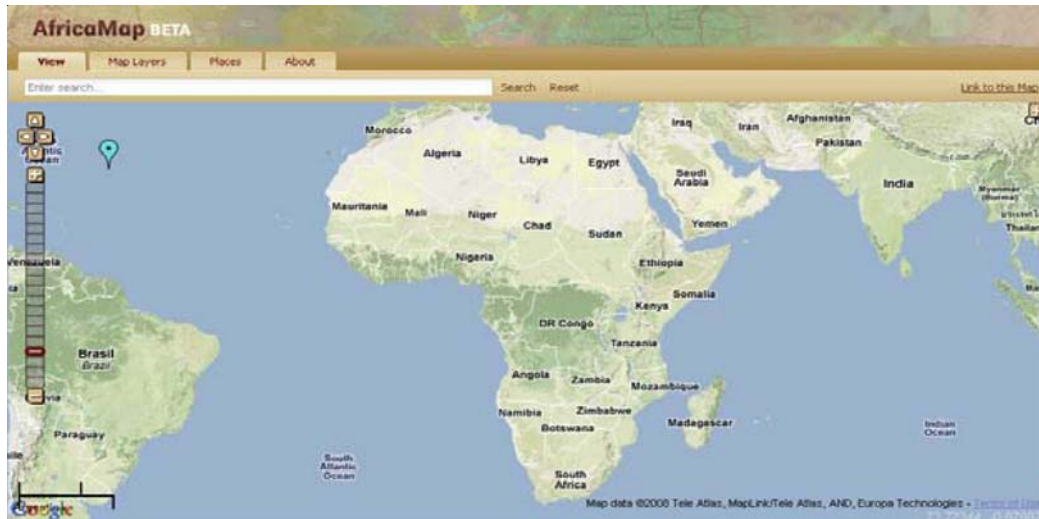 AfricaMap BETA
View Map Layers Places About
Enter search... Search Reset Link to this Map
Morocco
Algeria
Libya
Egypt
Iraq
Iran
Afghanistan
Pakistan
Saudi
Arabia
India
Myanmar
(Burma)
Mauritania
Mali
Niger
Chad
Sudan
Yemen
Nigeria
Ethiopia
Somalia
Kenya
DR Congo
Tanzania
Brasil
Brazil
Angola
Zambia
Mozambique
Namibia
Zimbabwe
Botswana
Madagascar
Paraguay
Indian
Ocean
South
Atlantic
Ocean
South
Africa
Google
Map data ©2008 Tele Atlas, MapLink/Tele Atlas, AND, Europa Technologies -